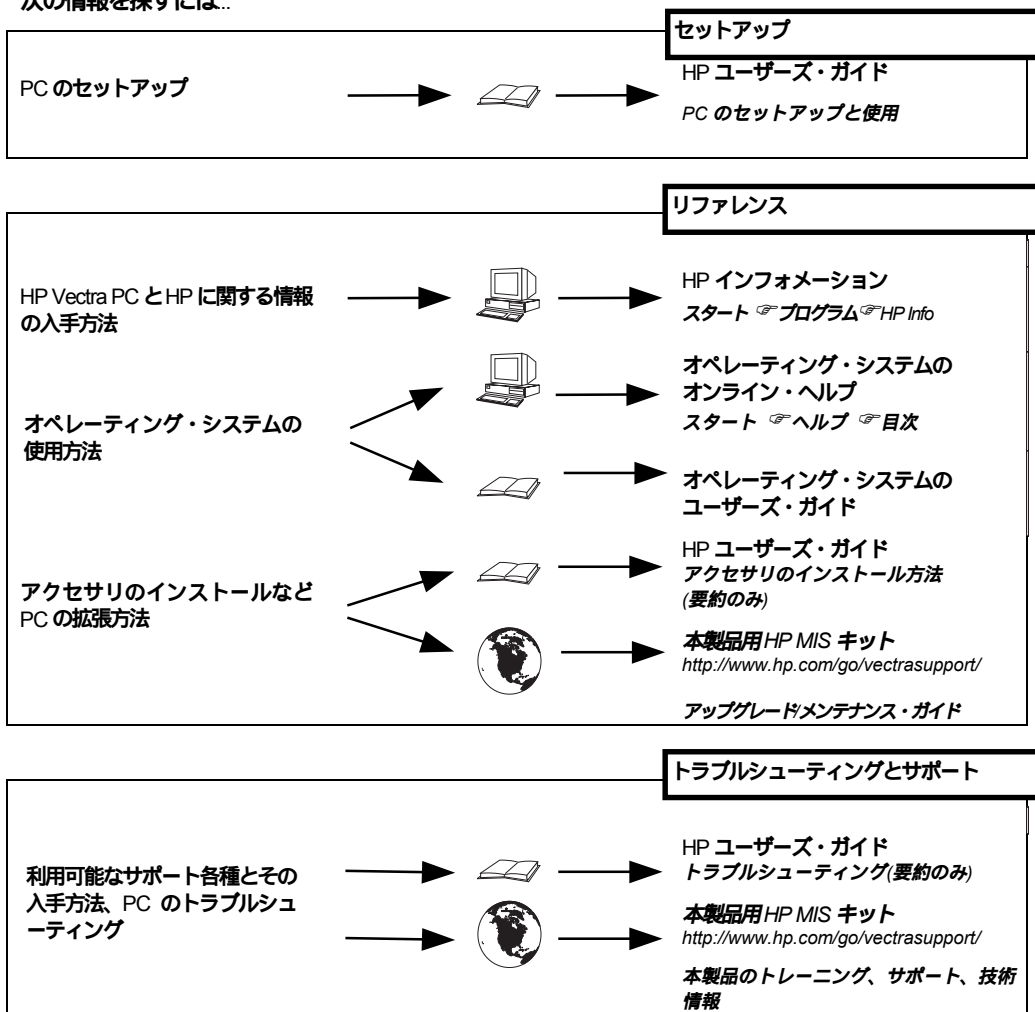 次の情報を探すには...
セットアップ
PC のセットアップ
HP ユーザーズ・ガイド
PC のセットアップと使用
リファレンス
HP Vectra PC と HP に関する情報
の入手方法
HP インフォメーション
スタート ☞ プログラム ☞ HP Info
オペレーティング・システムの
使用方法
オペレーティング・システムの
オンライン・ヘルプ
スタート ☞ ヘルプ ☞ 目次
オペレーティング・システムの
ユーザーズ・ガイド
アクセサリのインストールなど
PC の拡張方法
HP ユーザーズ・ガイド
アクセサリのインストール方法
(要約のみ)
本製品用 HP MIS キット
http://www.hp.com/go/vectrasupport/
アップグレード/メンテナンス・ガイド
トラブルシューティングとサポート
利用可能なサポート各種とその
入手方法、PC のトラブルシュ
ーティング
HP ユーザーズ・ガイド
トラブルシューティング(要約のみ)
本製品用 HP MIS キット
http://www.hp.com/go/vectrasupport/
本製品のトレーニング、サポート、技術
情報